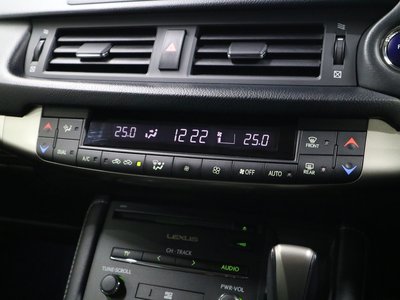 25.0 12:22 25.0
FRONT
DUAL A/C OFF AUTO REAR
LEXUS
CH · TRACK
TV AUDIO
TUNE·SCROLL
PWR·VOL